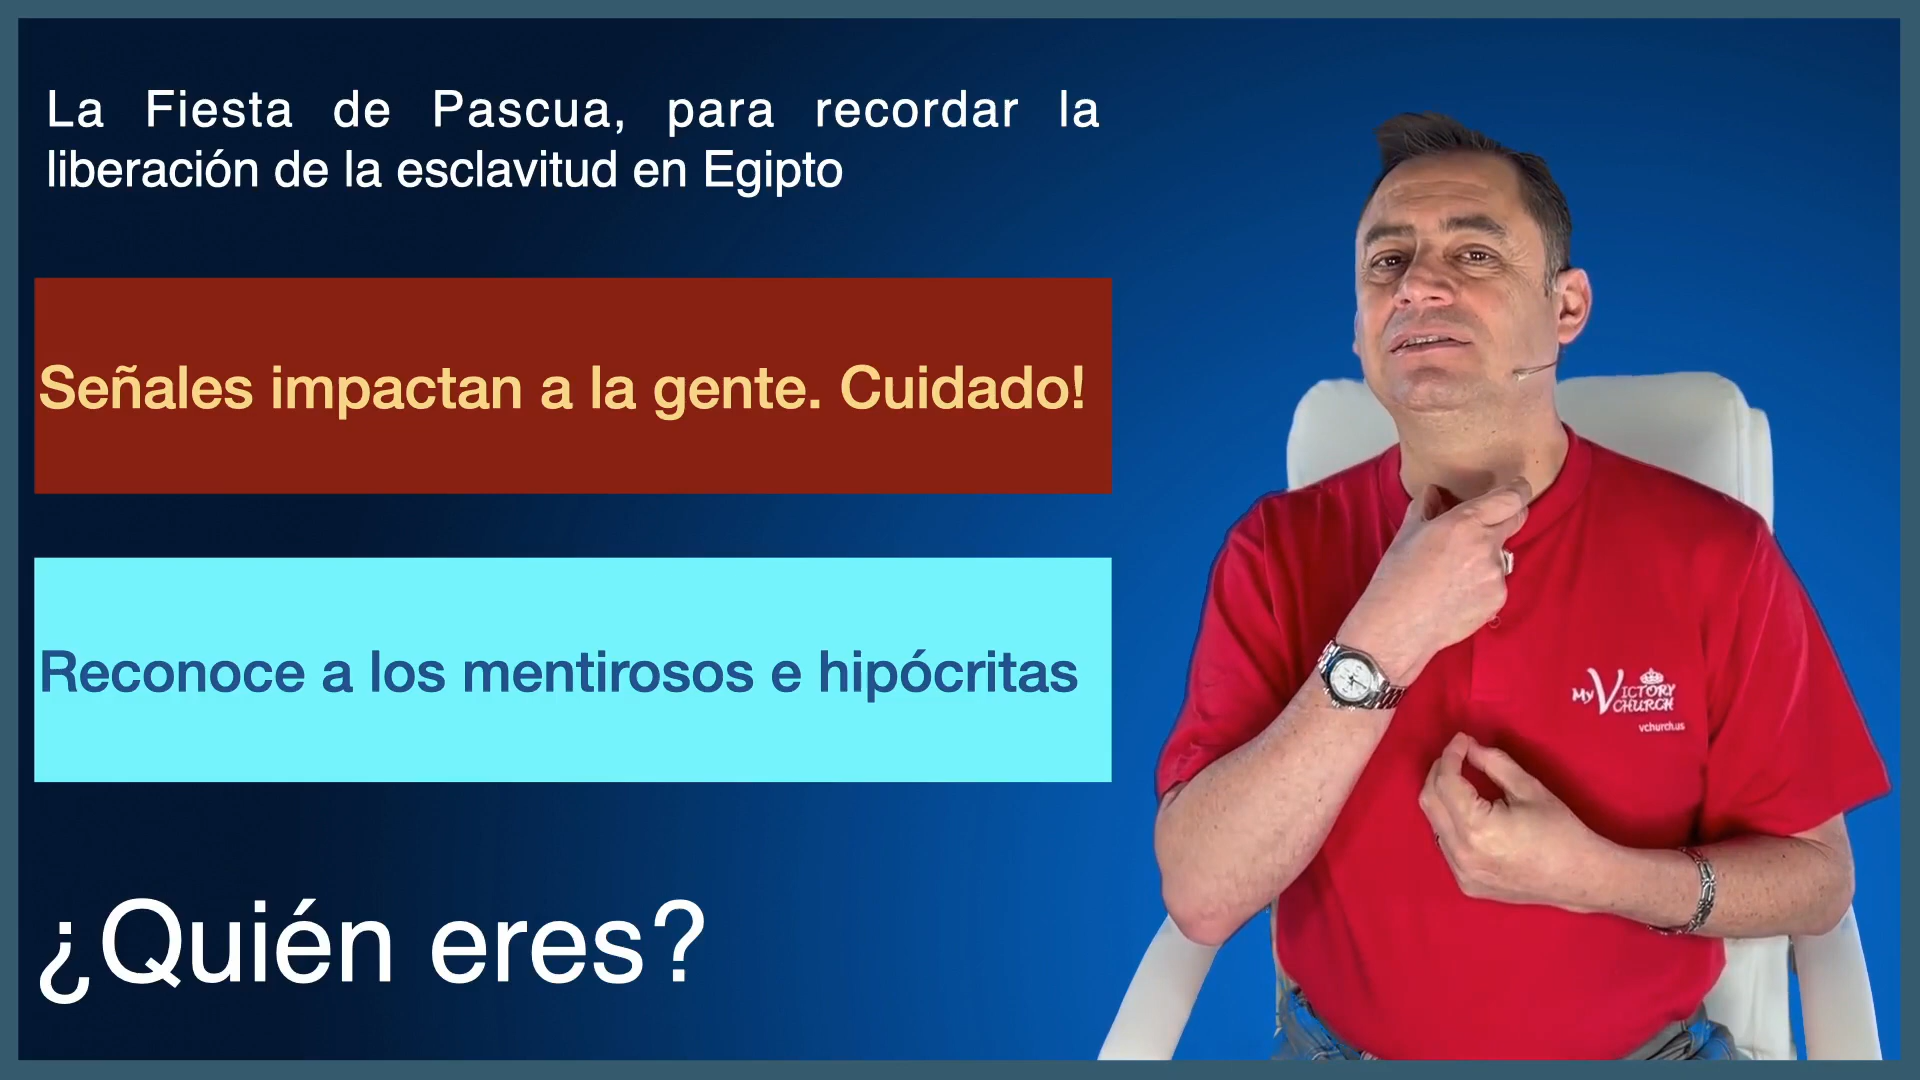 La Fiesta de Pascua, para recordar la
liberación de la esclavitud en Egipto
Señales impactan a la gente. Cuidado!
Reconoce a los mentirosos e hipócritas
¿Quién eres?
My VICTORY
CHURCH
vchurch.us